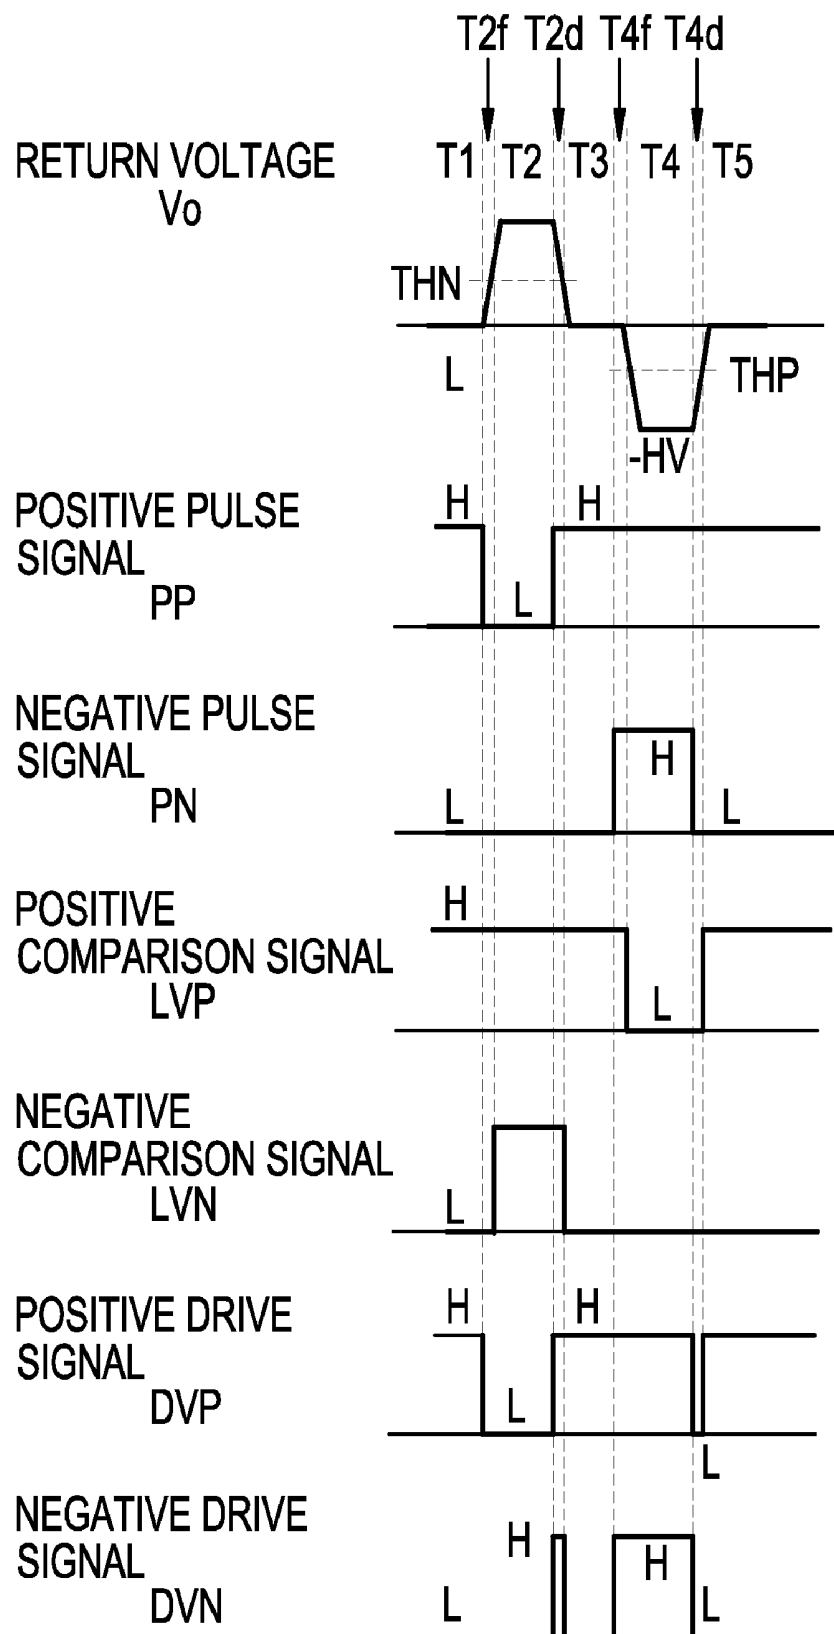 T2f T2d T4f T4d
RETURN VOLTAGE T1 T2 T3 T4 T5
Vo
THN
L THP
-HV
POSITIVE PULSE H H
SIGNAL
PP L
NEGATIVE PULSE
SIGNAL H
PN L L
POSITIVE H
COMPARISON SIGNAL
LVP L
NEGATIVE
COMPARISON SIGNAL
LVN L
POSITIVE DRIVE H H
SIGNAL
DVP L
L
NEGATIVE DRIVE H
SIGNAL H
DVN L L